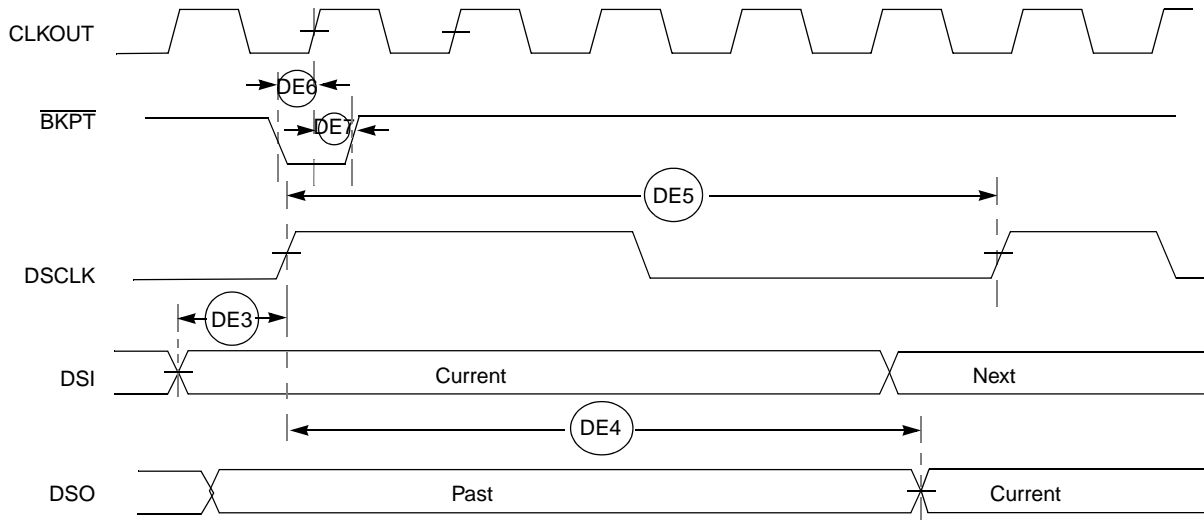 CLKOUT
DE6
BKPT
DE7
DE5
DSCLK
DE3
DSI
Current
Next
DE4
DSO
Past
Current